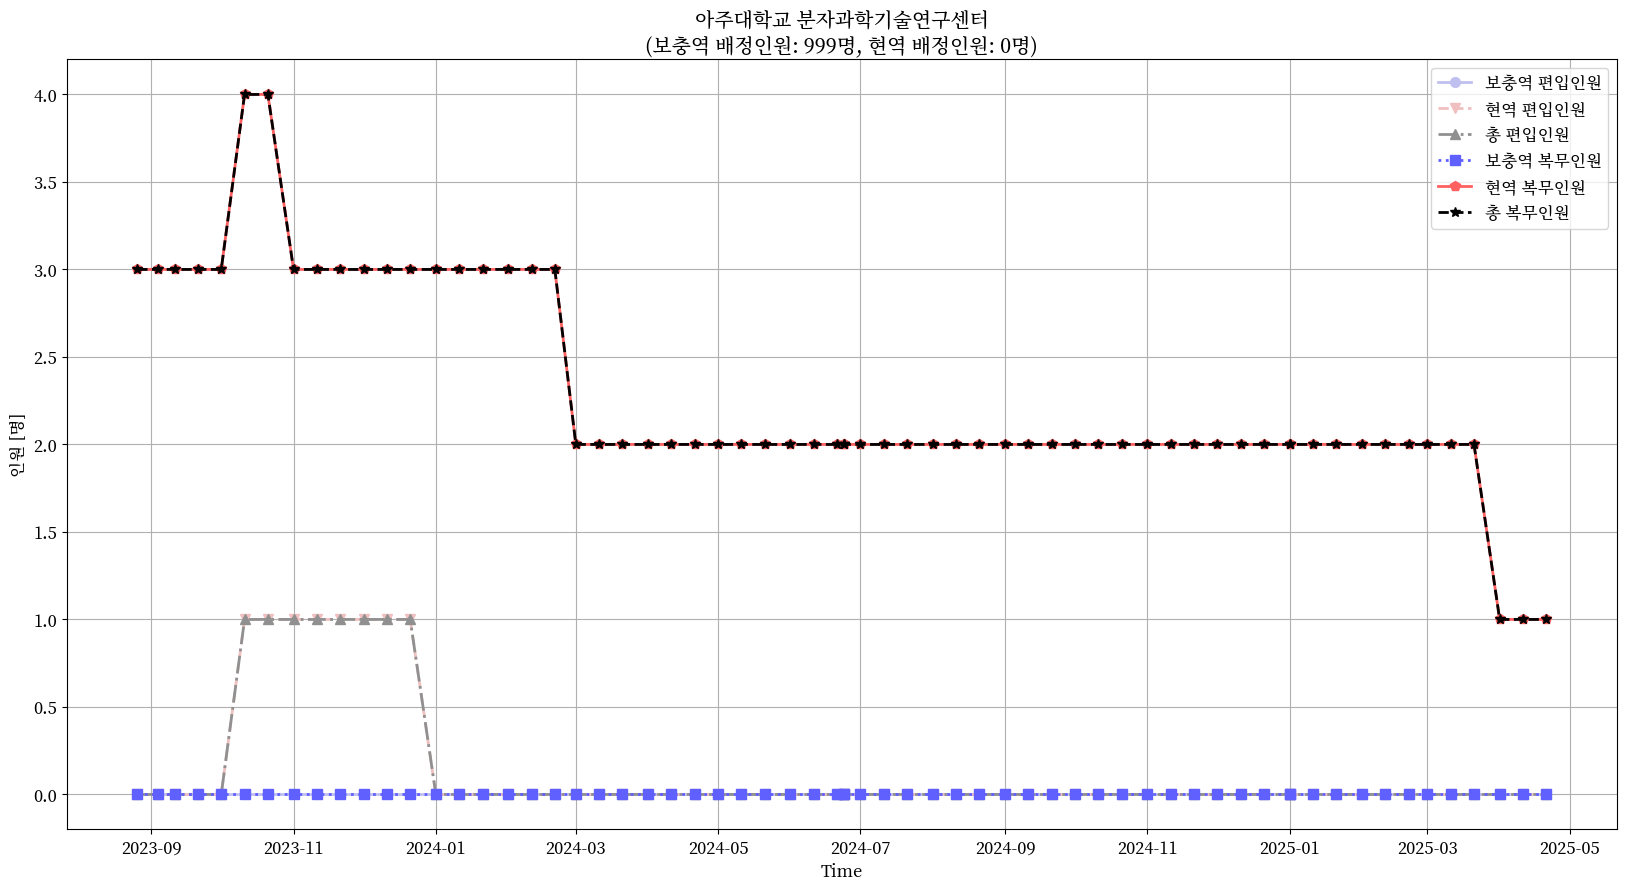 아주대학교 분자과학기술연구센터
(보충역 배정인원: 999명, 현역 배정인원: 0명)
보충역 편입인원
현역 편입인원
총 편입인원
보충역 복무인원
현역 복무인원
총 복무인원
인원 [명]
4.0
3.5
3.0
2.5
2.0
1.5
1.0
0.5
0.0
2023-09 2023-11 2024-01 2024-03 2024-05 2024-07 2024-09 2024-11 2025-01 2025-03 2025-05
Time